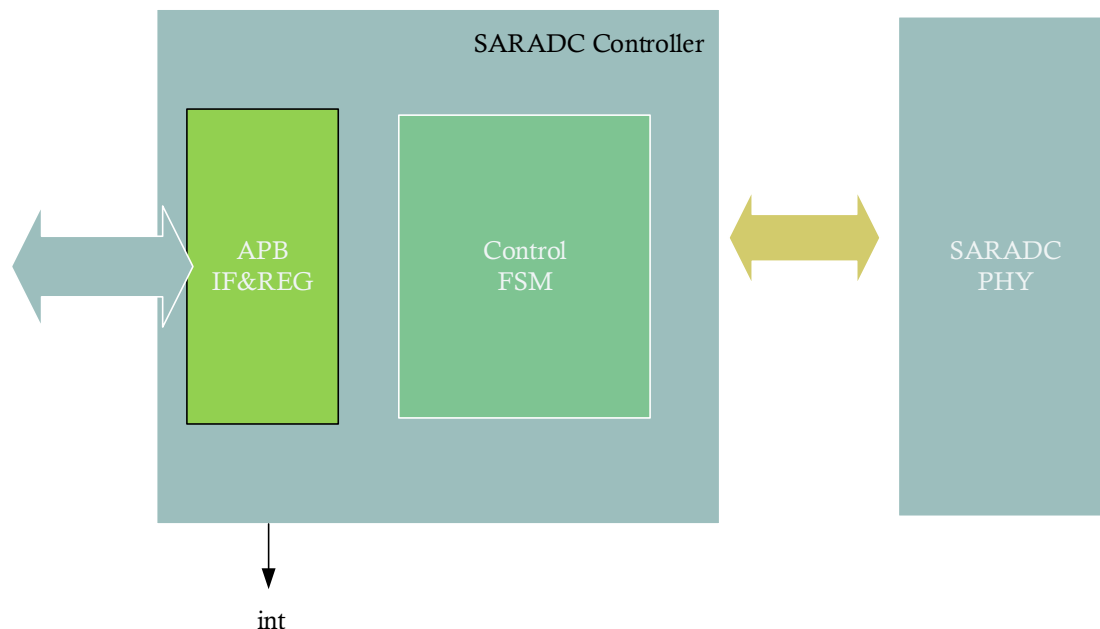 SARADC Controller
APB
IF&REG
Control
FSM
SARADC
PHY
int